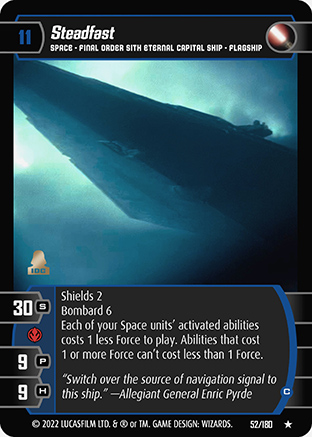 11
Steadfast
SPACE - FINAL ORDER SITH ETERNAL CAPITAL SHIP - FLAGSHIP
IDC
30 S
9 P
9 H
Shields 2
Bombard 6
Each of your Space units' activated abilities
costs 1 less Force to play. Abilities that cost
1 or more Force can't cost less than 1 Force.
"Switch over the source of navigation signal to
this ship." —Allegiant General Enric Pyrde
C
© 2022 LUCASFILM LTD. & ® or TM. GAME DESIGN: WIZARDS.
52/180